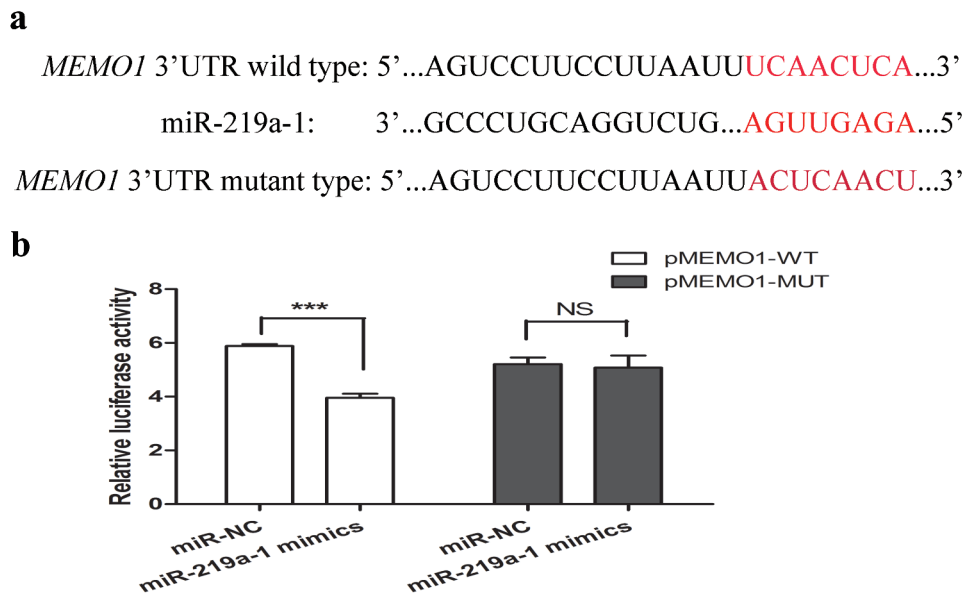 a
MEMO1 3’UTR wild type: 5’...AGUCCUUCCUUAAUUUCAACUCA...3’
miR-219a-1: 3’...GCCCUGCAGGUCUG...AGUUGAGA...5’
MEMO1 3’UTR mutant type: 5’...AGUCCUUCCUUAAUUACUCAACU...3’
b
pMEMO1-WT
pMEMO1-MUT
Relative luciferase activity
8
6
4
2
0
***
NS
miR-NC
miR-219a-1 mimics
miR-NC
miR-219a-1 mimics